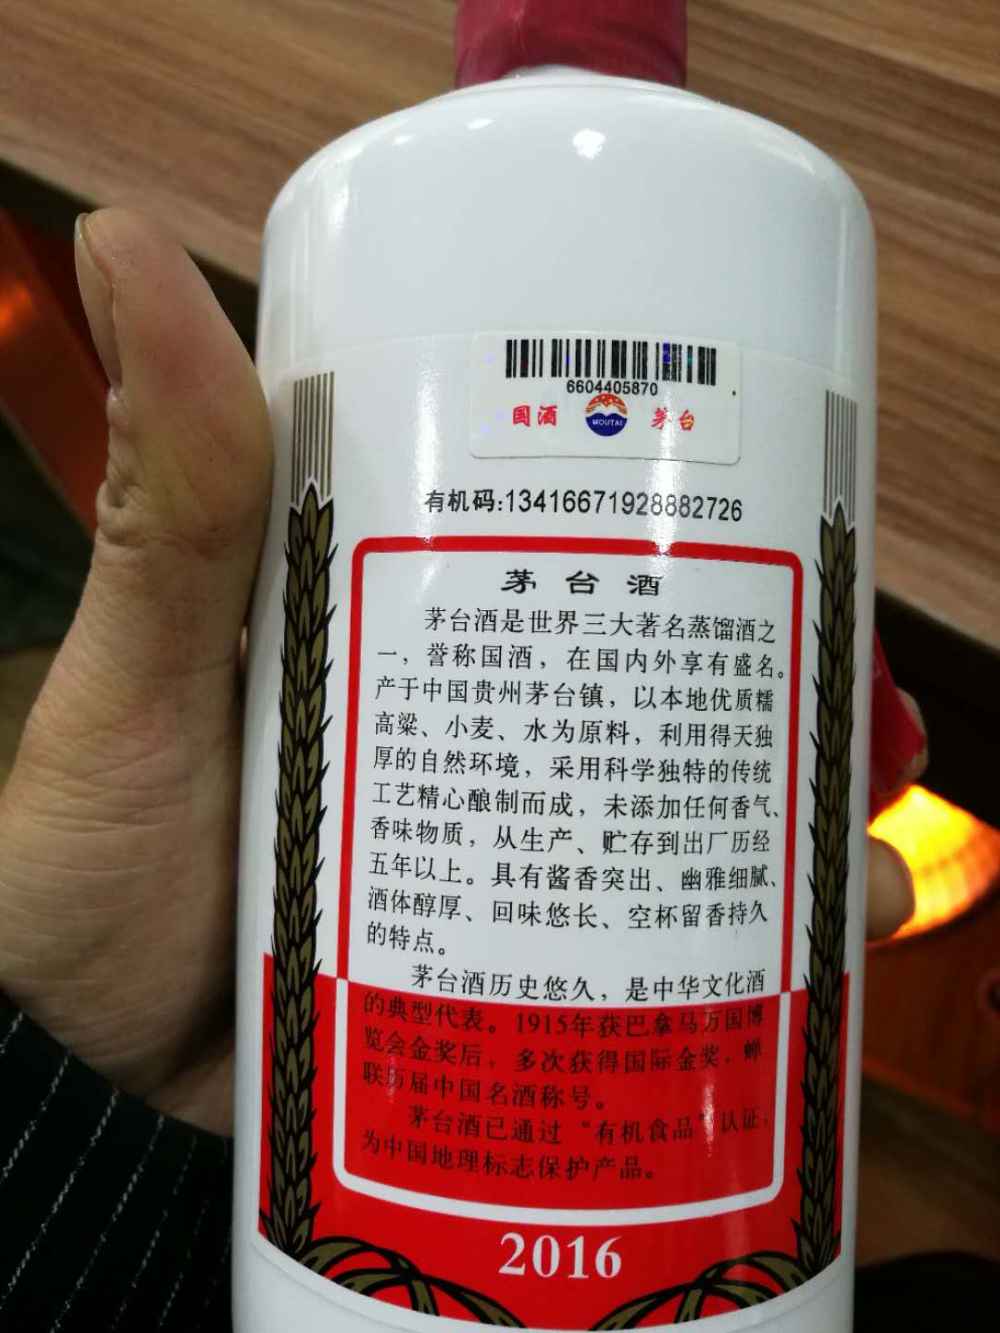 6604405870
国酒 MOUTAI 茅台
有机码:13416671928882726
茅台酒
茅台酒是世界三大著名蒸馏酒之
一，誉称国酒，在国内外享有盛名。
产于中国贵州茅台镇，以本地优质糯
高粱、小麦、水为原料，利用得天独
厚的自然环境，采用科学独特的传统
工艺精心酿制而成，未添加任何香气、
香味物质，从生产、贮存到出厂历经
五年以上。具有酱香突出、幽雅细腻、
酒体醇厚、回味悠长、空杯留香持久
的特点。
茅台酒历史悠久，是中华文化酒
的典型代表。1915年获巴拿马万国博
览会金奖后，多次获得国际金奖，蝉
联历届中国名酒称号。
茅台酒已通过“有机食品”认证，
为中国地理标志保护产品。
2016